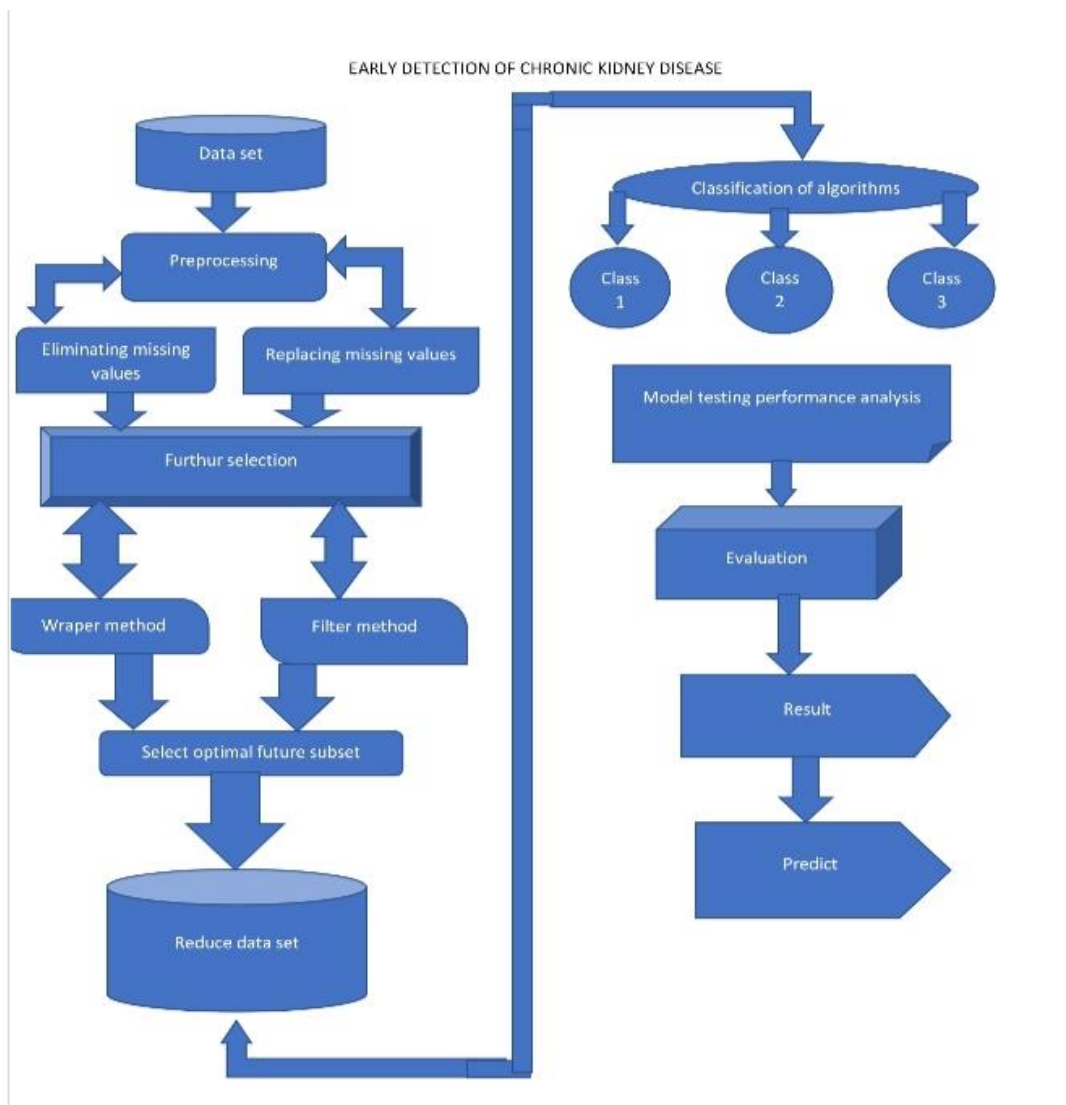 EARLY DETECTION OF CHRONIC KIDNEY DISEASE
Data set
Preprocessing
Eliminating missing
values
Replacing missing values
Furthur selection
Wraper method
Filter method
Select optimal future subset
Reduce data set
Classification of algorithms
Class
1
Class
2
Class
3
Model testing performance analysis
Evaluation
Result
Predict